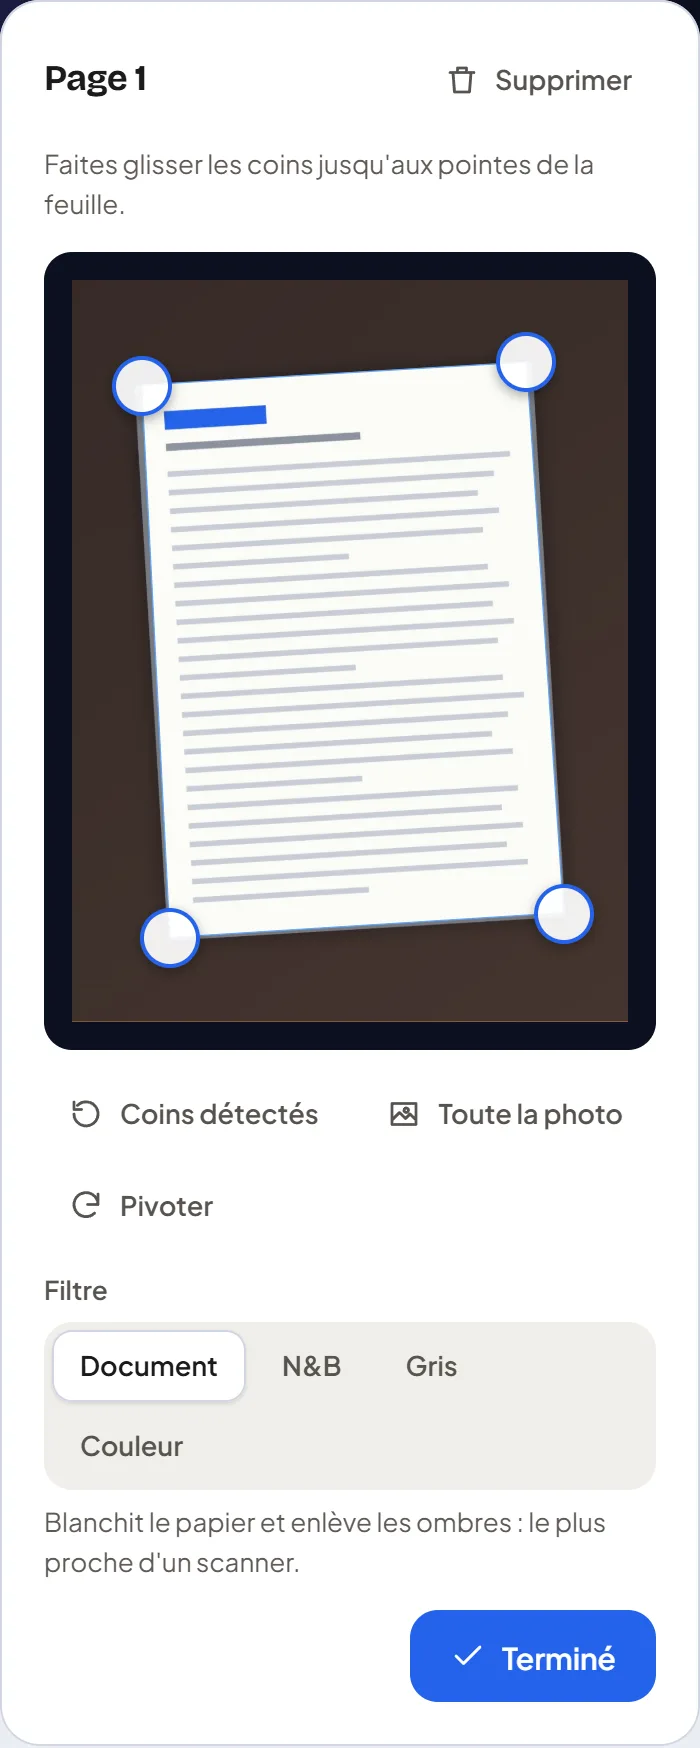 Page 1
Supprimer
Faites glisser les coins jusqu'aux pointes de la
feuille.
Coins détectés
Toute la photo
Pivoter
Filtre
Document
N&B
Gris
Couleur
Blanchit le papier et enlève les ombres : le plus
proche d'un scanner.
Terminé